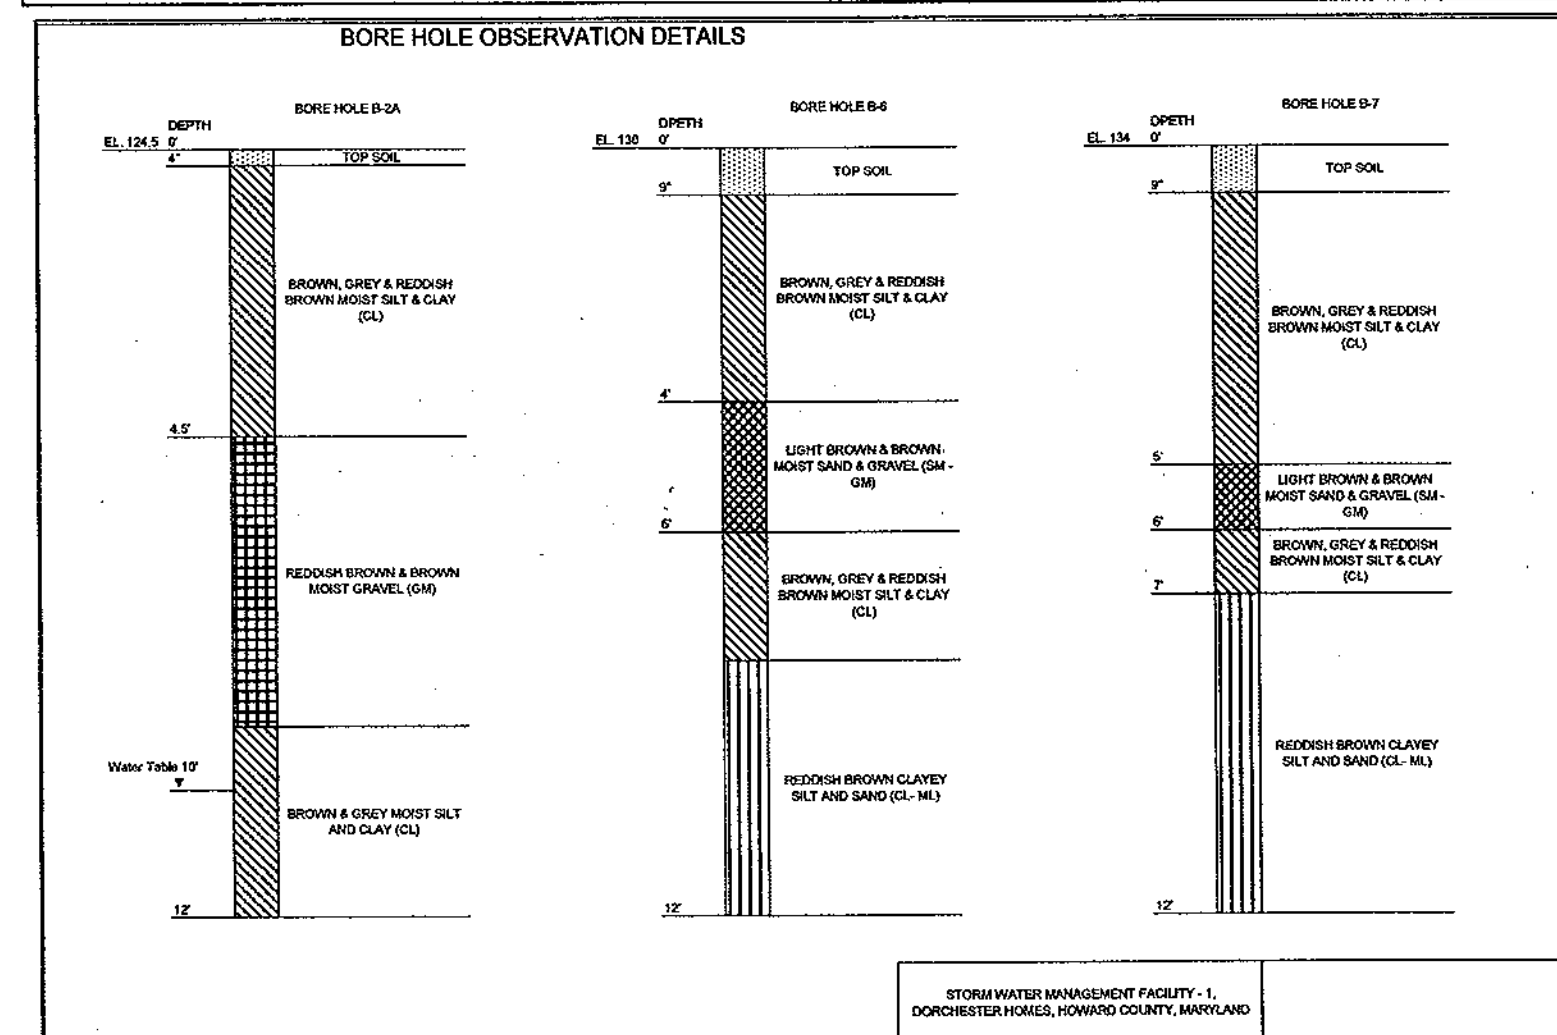 BORE HOLE OBSERVATION DETAILS
BORE HOLE B-2A
DEPTH
EL. 124.5 0'
4"
TOP SOIL
BROWN, GREY & REDDISH
BROWN MOIST SILT & CLAY
(CL)
4.5'
REDDISH BROWN & BROWN
MOIST GRAVEL (GM)
Water Table 10'
BROWN & GREY MOIST SILT
AND CLAY (CL)
12'
BORE HOLE B-6
DPETH
EL. 130 0'
TOP SOIL
9"
BROWN, GREY & REDDISH
BROWN MOIST SILT & CLAY
(CL)
4'
LIGHT BROWN & BROWN
MOIST SAND & GRAVEL (SM -
GM)
6'
BROWN, GREY & REDDISH
BROWN MOIST SILT & CLAY
(CL)
REDDISH BROWN CLAYEY
SILT AND SAND (CL- ML)
12'
BORE HOLE B-7
DPETH
EL. 134 0'
TOP SOIL
9"
BROWN, GREY & REDDISH
BROWN MOIST SILT & CLAY
(CL)
5'
LIGHT BROWN & BROWN
MOIST SAND & GRAVEL (SM -
GM)
6'
BROWN, GREY & REDDISH
BROWN MOIST SILT & CLAY
(CL)
7'
REDDISH BROWN CLAYEY
SILT AND SAND (CL- ML)
12'
STORM WATER MANAGEMENT FACILITY - 1,
DORCHESTER HOMES, HOWARD COUNTY, MARYLAND